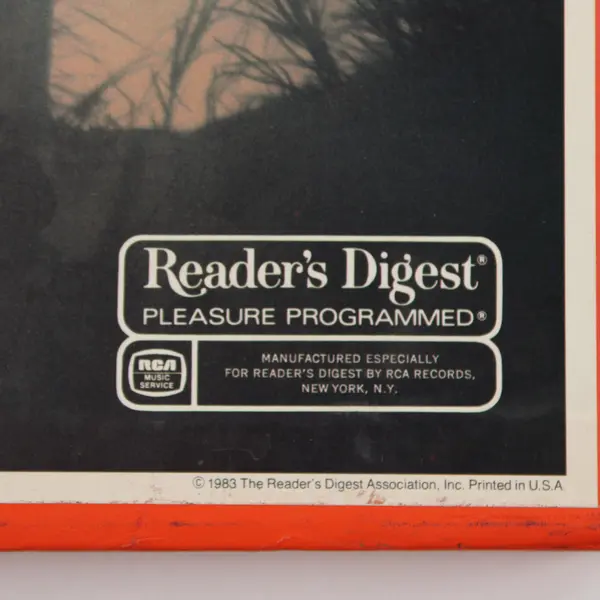 Reader's Digest®
PLEASURE PROGRAMMED®
RCA
MUSIC
SERVICE
MANUFACTURED ESPECIALLY
FOR READER'S DIGEST BY RCA RECORDS,
NEW YORK, N.Y.
© 1983 The Reader's Digest Association, Inc. Printed in U.S.A